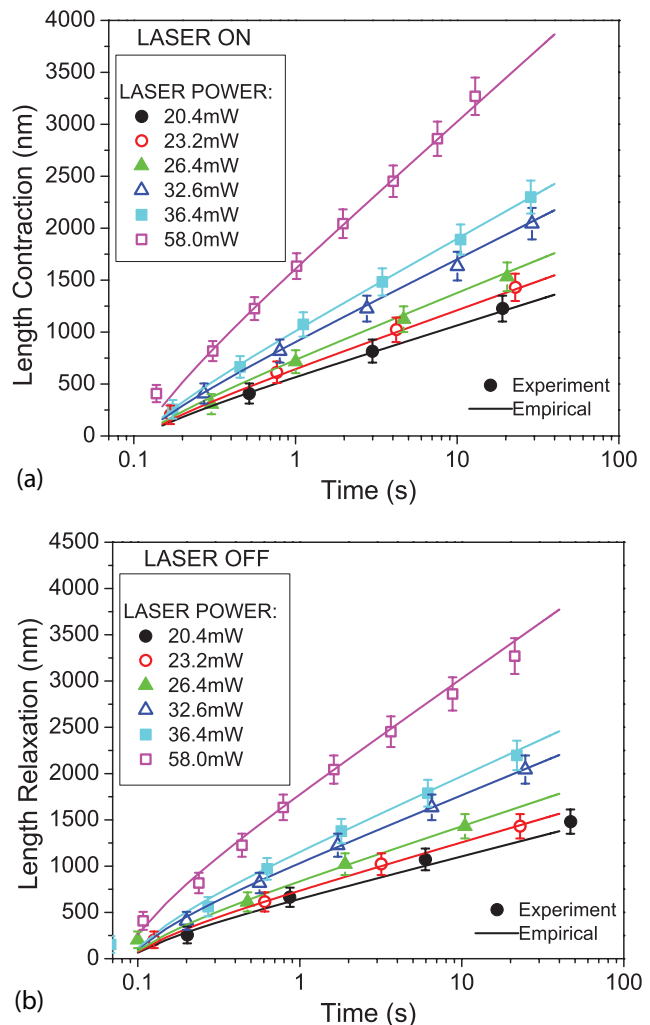 4000
3500
3000
2500
2000
1500
1000
500
0
Length Contraction (nm)
LASER ON
LASER POWER:
20.4mW
23.2mW
26.4mW
32.6mW
36.4mW
58.0mW
Experiment
Empirical
0.1
1
10
100
Time (s)
(a)
4500
4000
3500
3000
2500
2000
1500
1000
500
0
Length Relaxation (nm)
LASER OFF
LASER POWER:
20.4mW
23.2mW
26.4mW
32.6mW
36.4mW
58.0mW
Experiment
Empirical
0.1
1
10
100
Time (s)
(b)